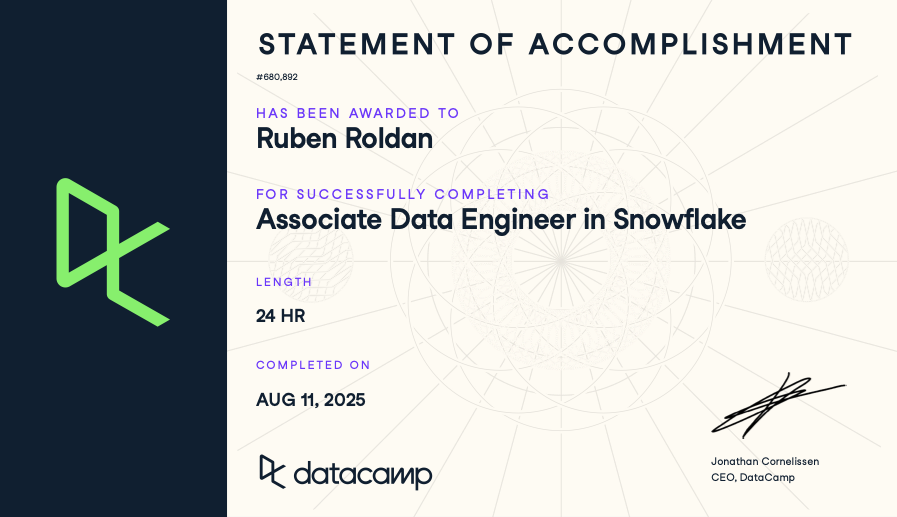 STATEMENT OF ACCOMPLISHMENT
#680,892
HAS BEEN AWARDED TO
Ruben Roldan
FOR SUCCESSFULLY COMPLETING
Associate Data Engineer in Snowflake
LENGTH
24 HR
COMPLETED ON
AUG 11, 2025
datacamp
Jonathan Cornelissen
CEO, DataCamp